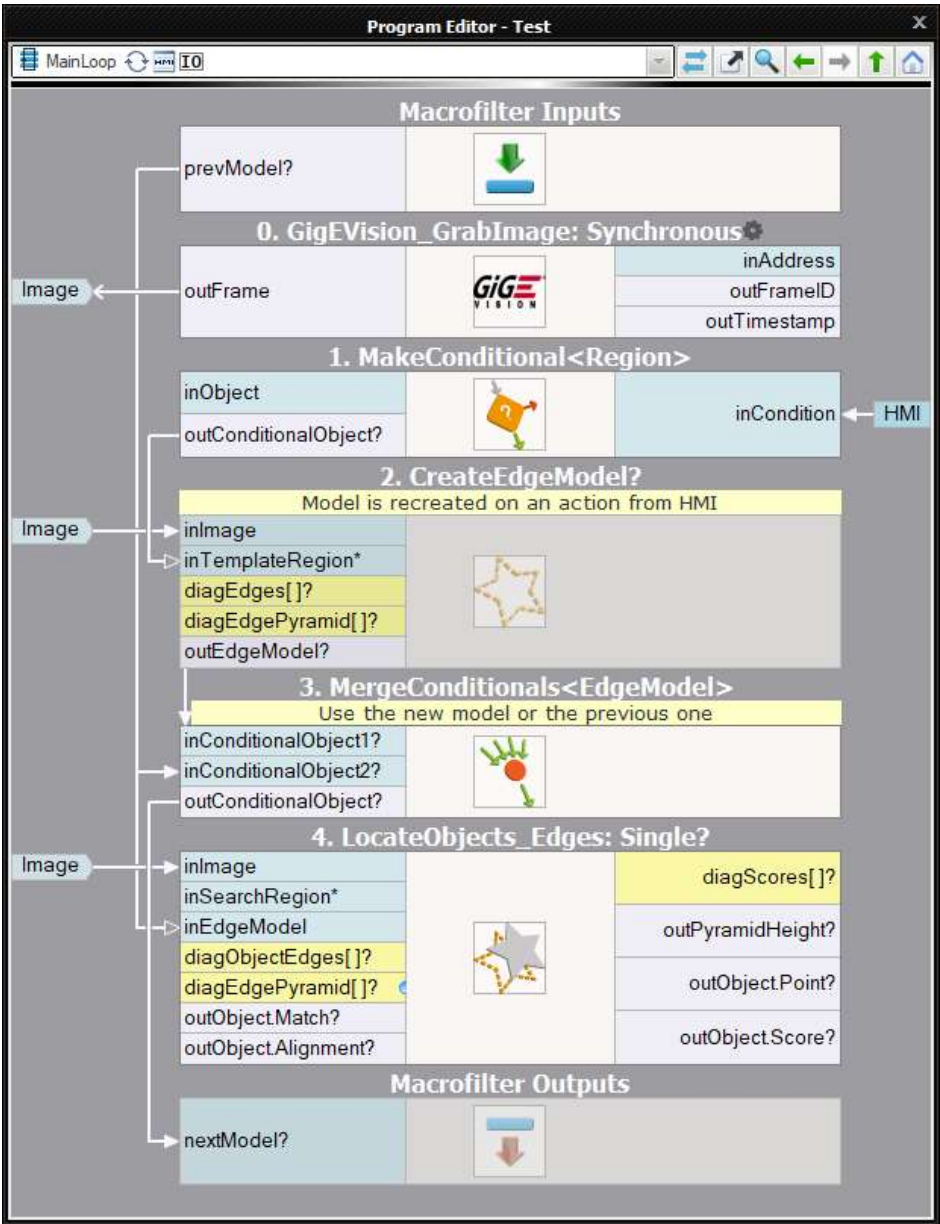 Program Editor - Test
x
MainLoop HMI IO
Macrofilter Inputs
prevModel?
0. GigEVision_GrabImage: Synchronous
Image
outFrame
GiGE
VISION
inAddress
outFrameID
outTimestamp
1. MakeConditional<Region>
inObject
outConditionalObject?
?
inCondition
HMI
2. CreateEdgeModel?
Model is recreated on an action from HMI
Image
inImage
inTemplateRegion*
diagEdges[]?
diagEdgePyramid[]?
outEdgeModel?
3. MergeConditionals<EdgeModel>
Use the new model or the previous one
inConditionalObject1?
inConditionalObject2?
outConditionalObject?
4. LocateObjects_Edges: Single?
Image
inImage
inSearchRegion*
inEdgeModel
diagObjectEdges[]?
diagEdgePyramid[]?
outObject.Match?
outObject.Alignment?
diagScores[]?
outPyramidHeight?
outObject.Point?
outObject.Score?
Macrofilter Outputs
nextModel?